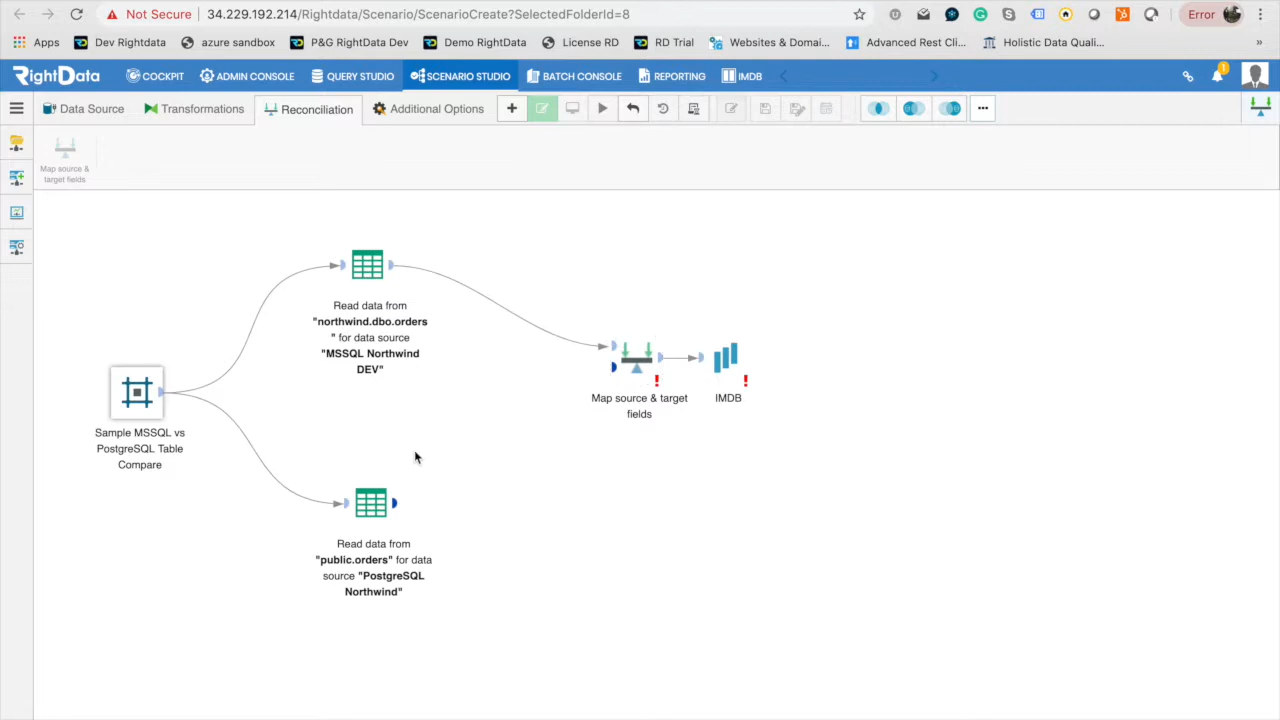 Not Secure 34.229.192.214/Rightdata/Scenario/ScenarioCreate?SelectedFolderId=8 Error
Apps Dev Rightdata azure sandbox P&G RightData Dev Demo RightData License RD RD Trial Websites & Domai... Advanced Rest Cli... Holistic Data Quali... »
RightData COCKPIT ADMIN CONSOLE QUERY STUDIO SCENARIO STUDIO BATCH CONSOLE REPORTING IMDB 1
Data Source Transformations Reconciliation Additional Options
Map source &
target fields
Read data from
"northwind.dbo.orders
" for data source
"MSSQL Northwind
DEV"
Map source & target
fields
IMDB
Sample MSSQL vs
PostgreSQL Table
Compare
Read data from
"public.orders" for data
source "PostgreSQL
Northwind"